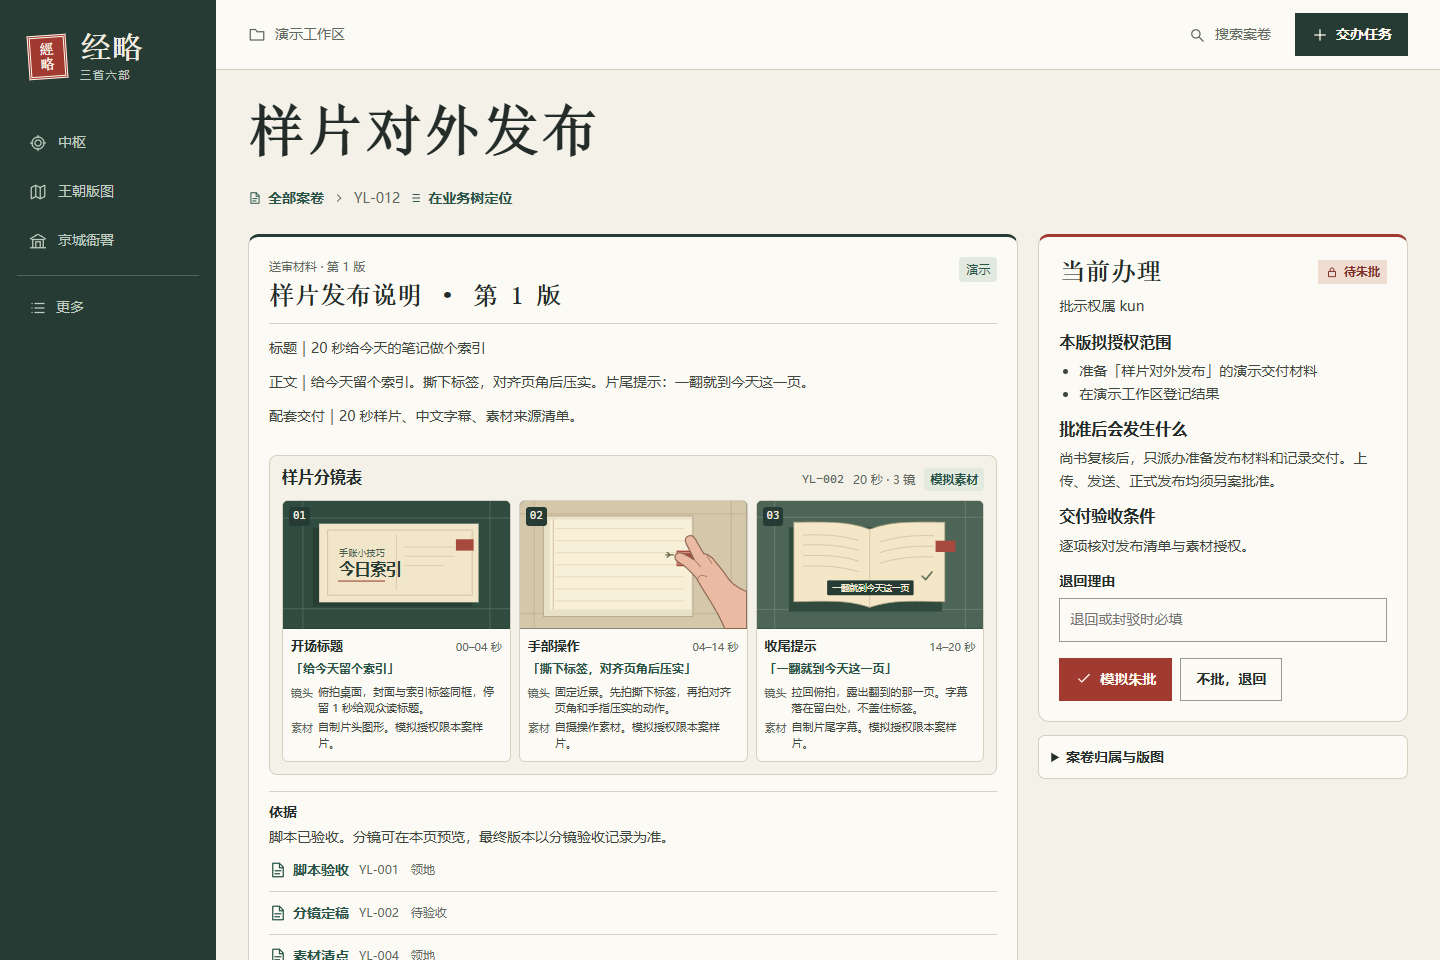 經略
经略
三省六部
中枢
王朝版图
京城衙署
更多
演示工作区
搜索案卷
交办任务
样片对外发布
全部案卷 > YL-012 在业务树定位
送审材料 · 第 1 版
演示
样片发布说明 • 第 1 版
标题｜20 秒给今天的笔记做个索引
正文｜给今天留个索引。撕下标签，对齐页角后压实。片尾提示：一翻就到今天这一页。
配套交付｜20 秒样片、中文字幕、素材来源清单。
样片分镜表
YL-002 20 秒 · 3 镜 模拟素材
01
手账小技巧
今日索引
开场标题 00–04 秒
「给今天留个索引」
镜头 俯拍桌面，封面与索引标签同框，停
留 1 秒给观众读标题。
素材 自制片头图形。模拟授权限本案样
片。
02
手部操作 04–14 秒
「撕下标签，对齐页角后压实」
镜头 固定近景。先拍撕下标签，再拍对齐
页角和手指压实的动作。
素材 自摄操作素材。模拟授权限本案样
片。
03
一翻就到今天这一页
收尾提示 14–20 秒
「一翻就到今天这一页」
镜头 拉回俯拍，露出翻到的那一页。字幕
落在留白处，不盖住标签。
素材 自制片尾字幕。模拟授权限本案样
片。
依据
脚本已验收。分镜可在本页预览，最终版本以分镜验收记录为准。
脚本验收 YL-001 领地
分镜定稿 YL-002 待验收
素材清点 YL-004 领地
当前办理
待朱批
批示权属 kun
本版拟授权范围
• 准备「样片对外发布」的演示交付材料
• 在演示工作区登记结果
批准后会发生什么
尚书复核后，只派办准备发布材料和记录交付。上
传、发送、正式发布均须另案批准。
交付验收条件
逐项核对发布清单与素材授权。
退回理由
退回或封驳时必填
模拟朱批
不批，退回
案卷归属与版图